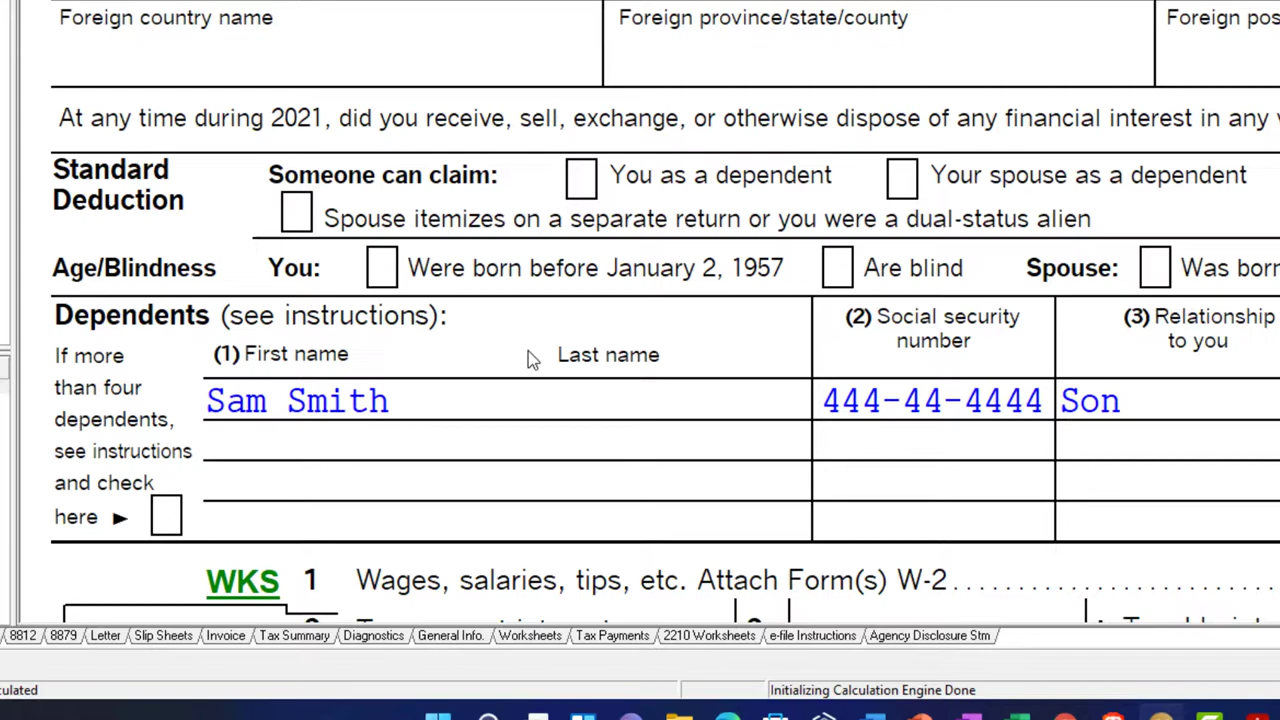 Foreign country name
Foreign province/state/county
Foreign pos
At any time during 2021, did you receive, sell, exchange, or otherwise dispose of any financial interest in any
Standard Deduction
Someone can claim: You as a dependent Your spouse as a dependent
Spouse itemizes on a separate return or you were a dual-status alien
Age/Blindness You: Were born before January 2, 1957 Are blind Spouse: Was born
Dependents (see instructions):
(2) Social security number
(3) Relationship to you
(1) First name Last name
If more than four dependents, see instructions and check here ►
Sam Smith 444-44-4444 Son
WKS 1 Wages, salaries, tips, etc. Attach Form(s) W-2
8812 8879 Letter Slip Sheets Invoice Tax Summary Diagnostics General Info. Worksheets Tax Payments 2210 Worksheets e-file Instructions Agency Disclosure Stm
ulated
Initializing Calculation Engine Done